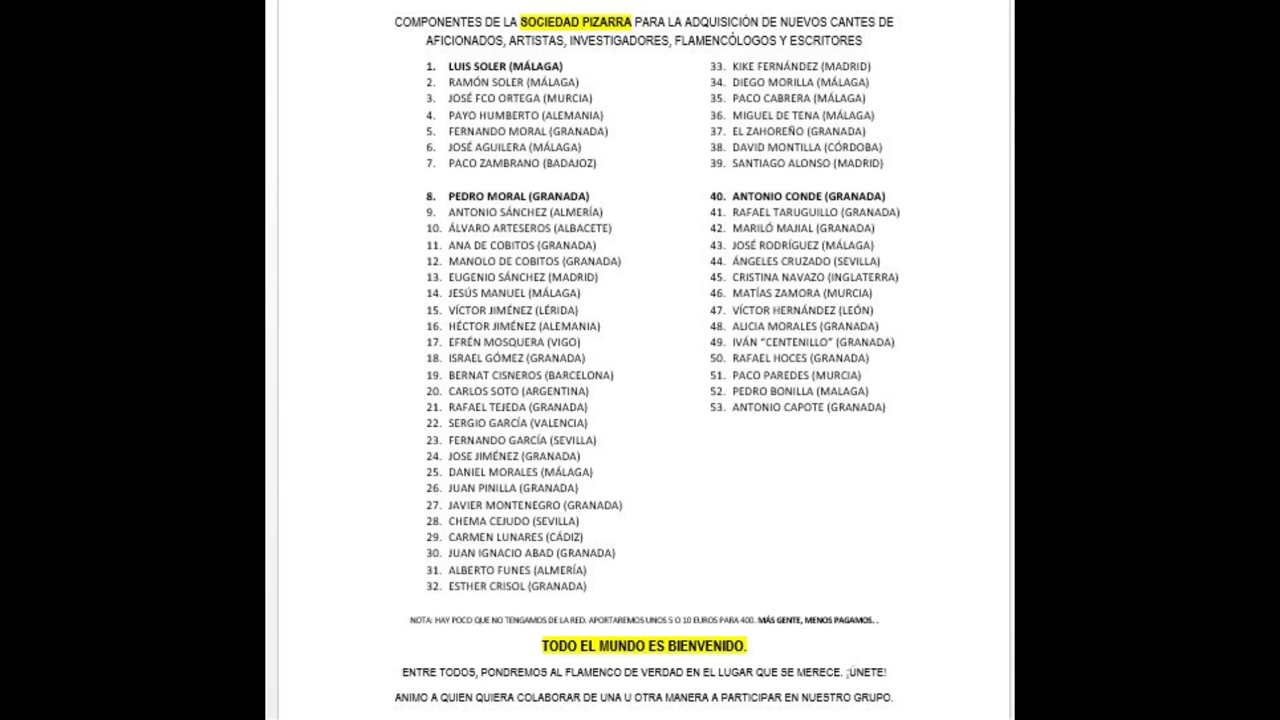 COMPONENTES DE LA SOCIEDAD PIZARRA PARA LA ADQUISICIÓN DE NUEVOS CANTES DE
AFICIONADOS, ARTISTAS, INVESTIGADORES, FLAMENCÓLOGOS Y ESCRITORES
1. LUIS SOLER (MÁLAGA)
2. RAMÓN SOLER (MÁLAGA)
3. JOSÉ FCO ORTEGA (MURCIA)
4. PAYO HUMBERTO (ALEMANIA)
5. FERNANDO MORAL (GRANADA)
6. JOSÉ AGUILERA (MÁLAGA)
7. PACO ZAMBRANO (BADAJOZ)
8. PEDRO MORAL (GRANADA)
9. ANTONIO SÁNCHEZ (ALMERÍA)
10. ÁLVARO ARTESEROS (ALBACETE)
11. ANA DE COBITOS (GRANADA)
12. MANOLO DE COBITOS (GRANADA)
13. EUGENIO SÁNCHEZ (MADRID)
14. JESÚS MANUEL (MÁLAGA)
15. VÍCTOR JIMÉNEZ (LÉRIDA)
16. HÉCTOR JIMÉNEZ (ALEMANIA)
17. EFRÉN MOSQUERA (VIGO)
18. ISRAEL GÓMEZ (GRANADA)
19. BERNAT CISNEROS (BARCELONA)
20. CARLOS SOTO (ARGENTINA)
21. RAFAEL TEJEDA (GRANADA)
22. SERGIO GARCÍA (VALENCIA)
23. FERNANDO GARCÍA (SEVILLA)
24. JOSE JIMÉNEZ (GRANADA)
25. DANIEL MORALES (MÁLAGA)
26. JUAN PINILLA (GRANADA)
27. JAVIER MONTENEGRO (GRANADA)
28. CHEMA CEJUDO (SEVILLA)
29. CARMEN LUNARES (CÁDIZ)
30. JUAN IGNACIO ABAD (GRANADA)
31. ALBERTO FUNES (ALMERÍA)
32. ESTHER CRISOL (GRANADA)
33. KIKE FERNÁNDEZ (MADRID)
34. DIEGO MORILLA (MÁLAGA)
35. PACO CABRERA (MÁLAGA)
36. MIGUEL DE TENA (MÁLAGA)
37. EL ZAHOREÑO (GRANADA)
38. DAVID MONTILLA (CÓRDOBA)
39. SANTIAGO ALONSO (MADRID)
40. ANTONIO CONDE (GRANADA)
41. RAFAEL TARUGUILLO (GRANADA)
42. MARILÓ MAJIAL (GRANADA)
43. JOSÉ RODRÍGUEZ (MÁLAGA)
44. ÁNGELES CRUZADO (SEVILLA)
45. CRISTINA NAVAZO (INGLATERRA)
46. MATÍAS ZAMORA (MURCIA)
47. VÍCTOR HERNÁNDEZ (LEÓN)
48. ALICIA MORALES (GRANADA)
49. IVÁN “CENTENILLO” (GRANADA)
50. RAFAEL HOCES (GRANADA)
51. PACO PAREDES (MURCIA)
52. PEDRO BONILLA (MALAGA)
53. ANTONIO CAPOTE (GRANADA)
NOTA: HAY POCO QUE NO TENGAMOS DE LA RED. APORTAREMOS UNOS 5 O 10 EUROS PARA 400. MÁS GENTE, MENOS PAGAMOS. .
TODO EL MUNDO ES BIENVENIDO.
ENTRE TODOS, PONDREMOS AL FLAMENCO DE VERDAD EN EL LUGAR QUE SE MERECE. ¡ÚNETE!
ANIMO A QUIEN QUIERA COLABORAR DE UNA U OTRA MANERA A PARTICIPAR EN NUESTRO GRUPO.